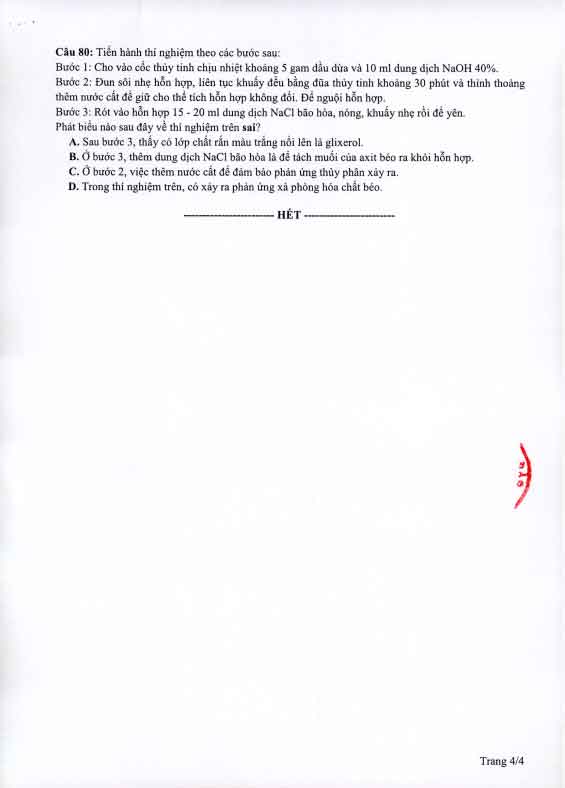 Câu 80: Tiến hành thí nghiệm theo các bước sau:
Bước 1: Cho vào cốc thủy tinh chịu nhiệt khoảng 5 gam dầu dừa và 10 ml dung dịch NaOH 40%.
Bước 2: Đun sôi nhẹ hỗn hợp, liên tục khuấy đều bằng đũa thủy tinh khoảng 30 phút và thỉnh thoảng
thêm nước cất để giữ cho thể tích hỗn hợp không đổi. Để nguội hỗn hợp.
Bước 3: Rót vào hỗn hợp 15 - 20 ml dung dịch NaCl bão hòa, nóng, khuấy nhẹ rồi để yên.
Phát biểu nào sau đây về thí nghiệm trên sai?
A. Sau bước 3, thấy có lớp chất rắn màu trắng nổi lên là glixerol.
B. Ở bước 3, thêm dung dịch NaCl bão hòa là để tách muối của axit béo ra khỏi hỗn hợp.
C. Ở bước 2, việc thêm nước cất để đảm bảo phản ứng thủy phân xảy ra.
D. Trong thí nghiệm trên, có xảy ra phản ứng xà phòng hóa chất béo.
------------------------ HẾT ------------------------
Trang 4/4